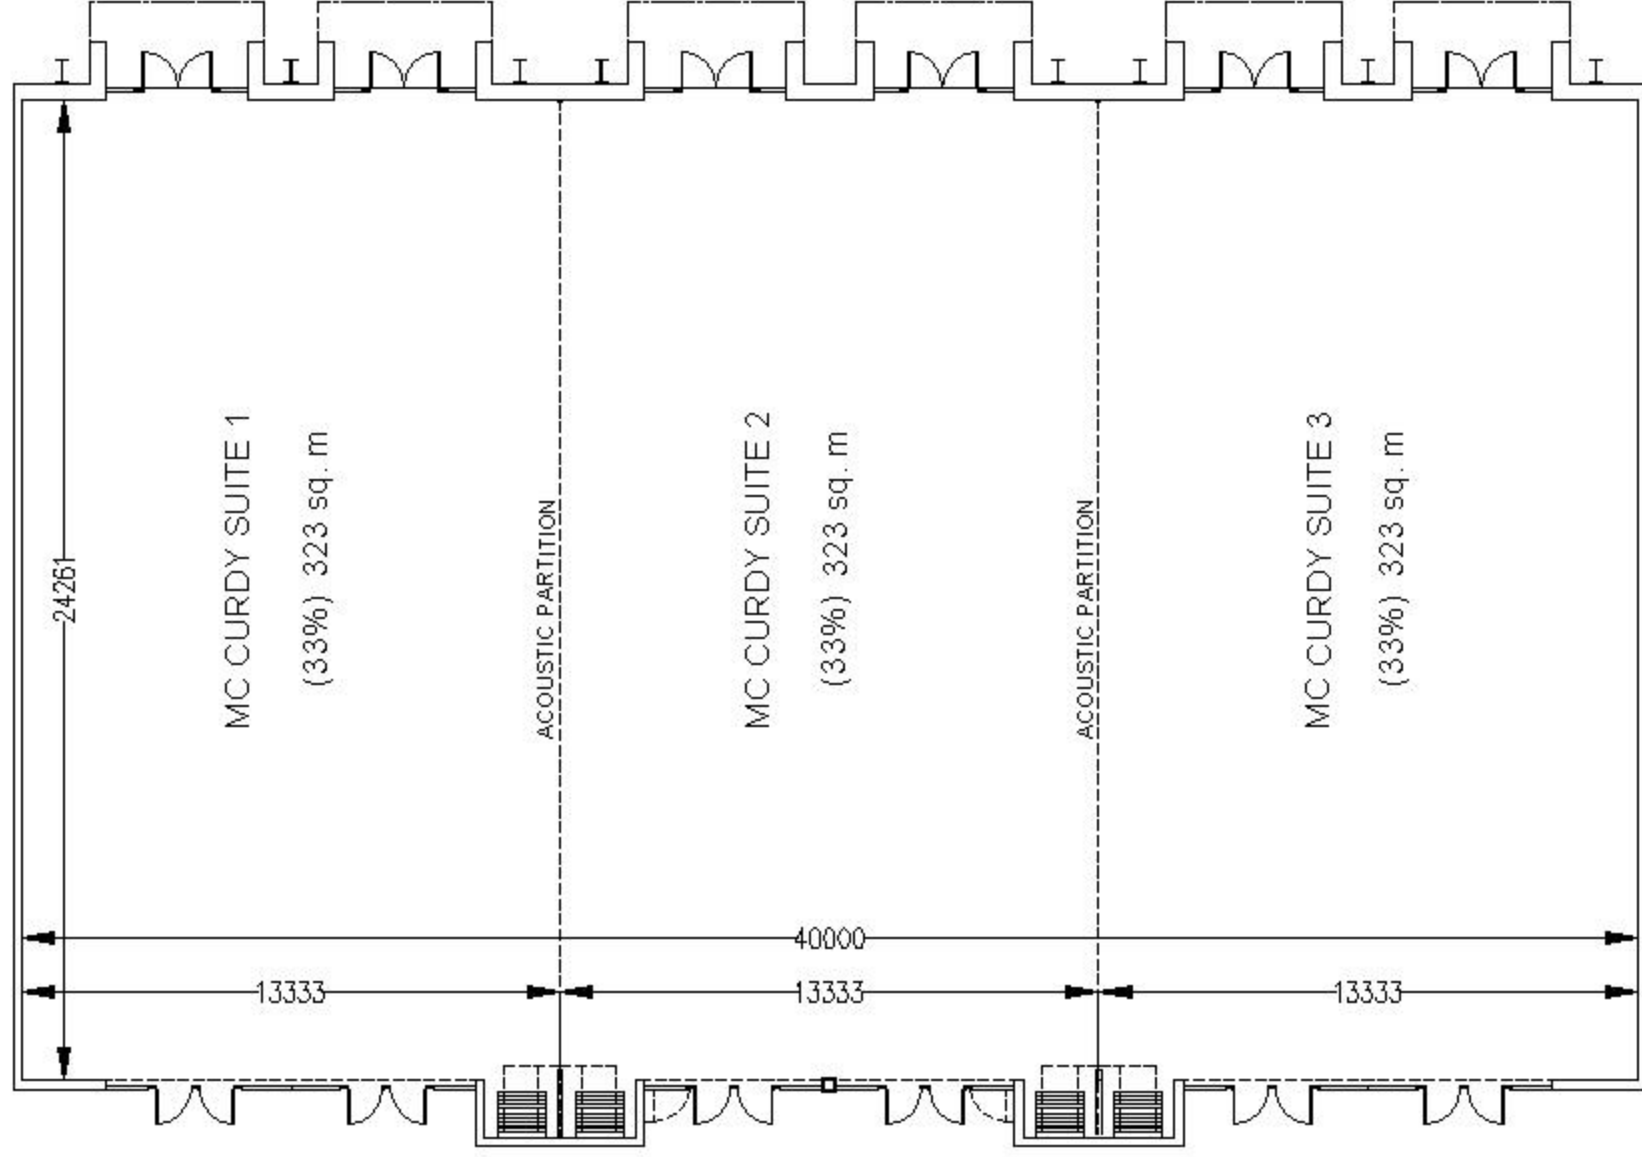 MC CURDY SUITE 1
(33%) 323 sq. m
ACOUSTIC PARTITION
MC CURDY SUITE 2
(33%) 323 sq. m
ACOUSTIC PARTITION
MC CURDY SUITE 3
(33%) 323 sq. m
24261
40000
13333
13333
13333